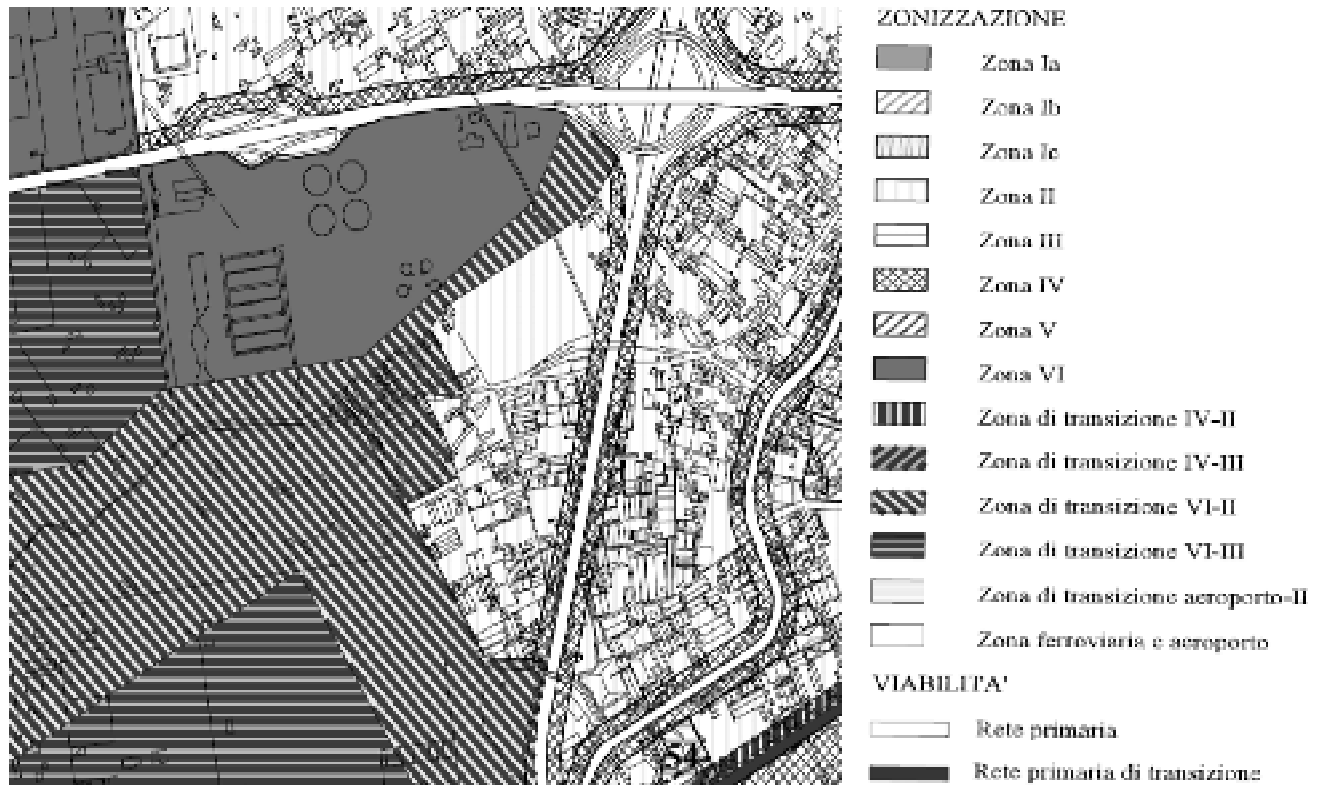 ZONIZZAZIONE
Zona Ia
Zona Ib
Zona Ic
Zona II
Zona III
Zona IV
Zona V
Zona VI
Zona di transizione IV-II
Zona di transizione IV-III
Zona di transizione VI-II
Zona di transizione VI-III
Zona di transizione aeroporto-II
Zona ferroviaria e aeroporto
VIABILITA'
Rete primaria
Rete primaria di transizione
54